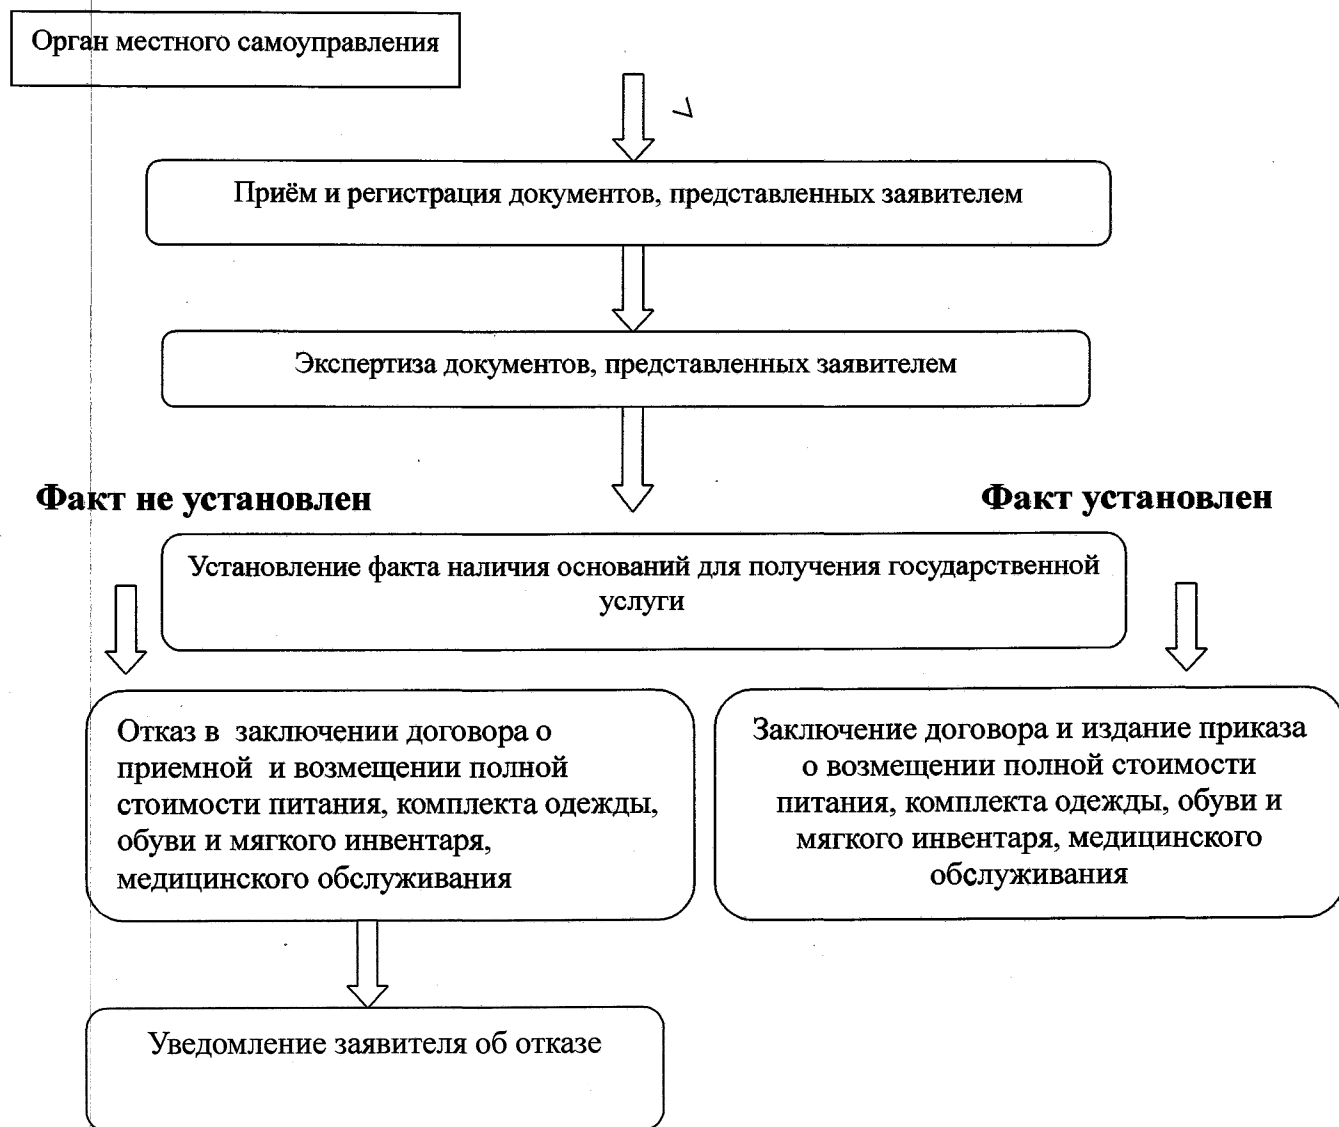 Орган местного самоуправления
Приём и регистрация документов, представленных заявителем
Экспертиза документов, представленных заявителем
Факт не установлен
Факт установлен
Установление факта наличия оснований для получения государственной
услуги
Отказ в заключении договора о
приемной и возмещении полной
стоимости питания, комплекта одежды,
обуви и мягкого инвентаря,
медицинского обслуживания
Заключение договора и издание приказа
о возмещении полной стоимости
питания, комплекта одежды, обуви и
мягкого инвентаря, медицинского
обслуживания
Уведомление заявителя об отказе